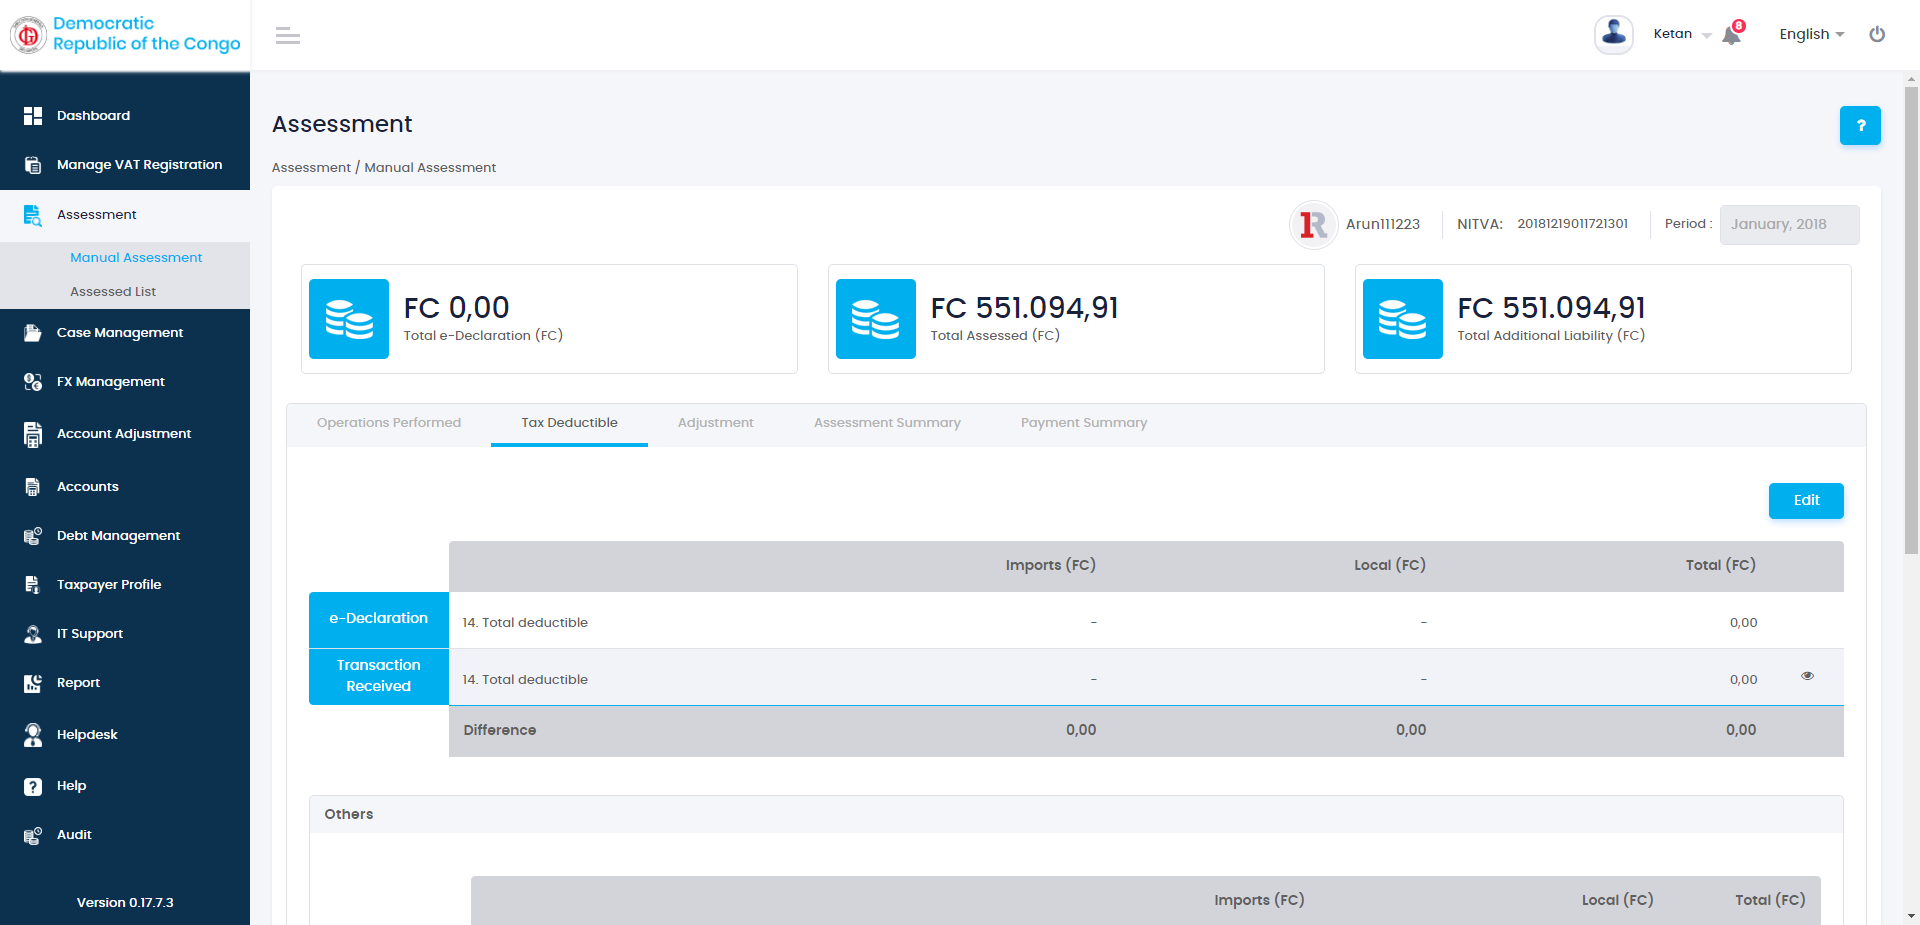 Democratic
Republic of the Congo
Ketan
8
English
Dashboard
Manage VAT Registration
Assessment
Manual Assessment
Assessed List
Case Management
FX Management
Account Adjustment
Accounts
Debt Management
Taxpayer Profile
IT Support
Report
Helpdesk
Help
Audit
Version 0.17.7.3
Assessment
?
Assessment / Manual Assessment
1R Arun111223 NITVA: 20181219011721301 Period : January, 2018
FC 0,00
Total e-Declaration (FC)
FC 551.094,91
Total Assessed (FC)
FC 551.094,91
Total Additional Liability (FC)
Operations Performed Tax Deductible Adjustment Assessment Summary Payment Summary
Edit
Imports (FC) Local (FC) Total (FC)
e-Declaration 14. Total deductible - - 0,00
Transaction
Received
14. Total deductible - - 0,00
Difference 0,00 0,00 0,00
Others
Imports (FC) Local (FC) Total (FC)